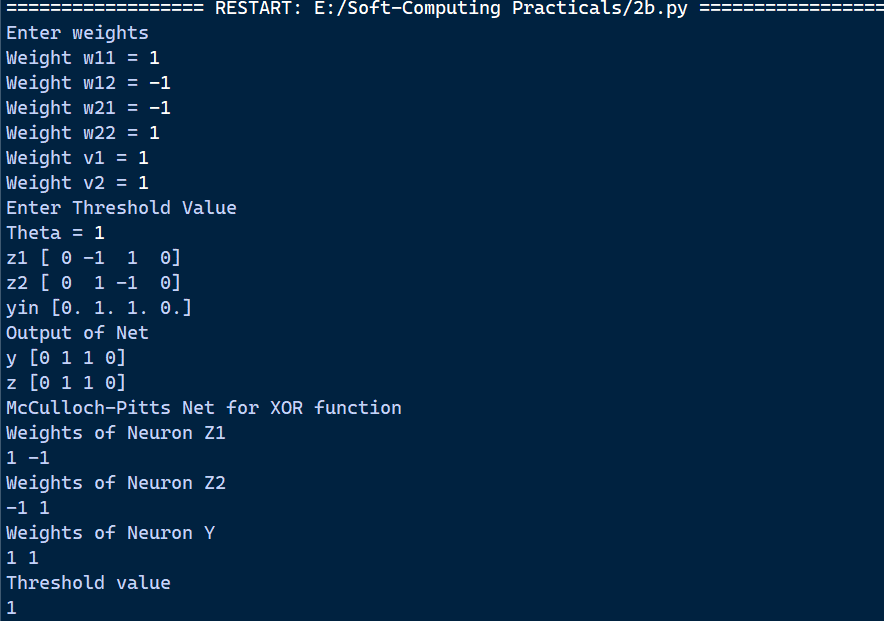 ================== RESTART: E:/Soft-Computing Practicals/2b.py =================
Enter weights
Weight w11 = 1
Weight w12 = -1
Weight w21 = -1
Weight w22 = 1
Weight v1 = 1
Weight v2 = 1
Enter Threshold Value
Theta = 1
z1 [ 0 -1  1  0]
z2 [ 0  1 -1  0]
yin [0. 1. 1. 0.]
Output of Net
y [0 1 1 0]
z [0 1 1 0]
McCulloch-Pitts Net for XOR function
Weights of Neuron Z1
1 -1
Weights of Neuron Z2
-1 1
Weights of Neuron Y
1 1
Threshold value
1